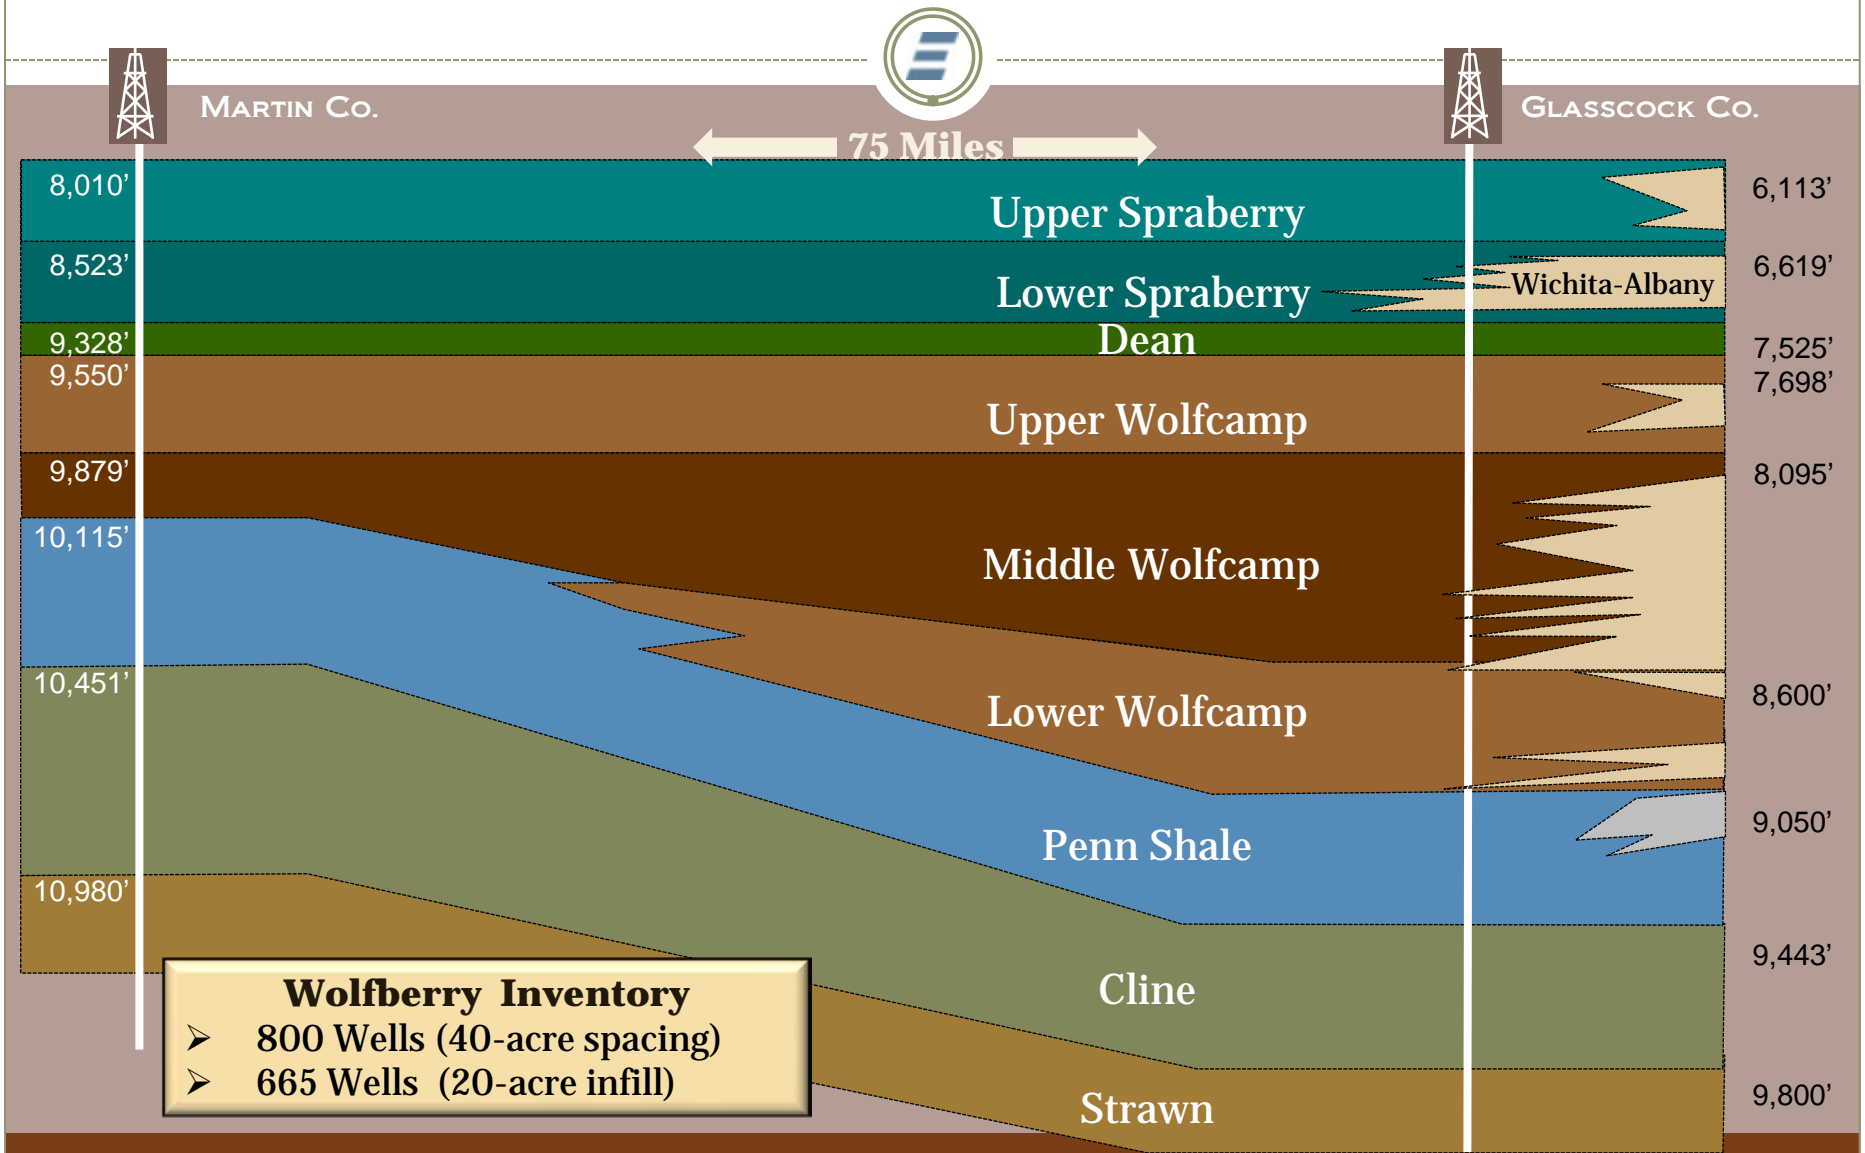 Martin Co.
Glasscock Co.
75 Miles
8,010’
Upper Spraberry
6,113’
8,523’
Lower Spraberry
Wichita-Albany
6,619’
9,328’
Dean
7,525’
9,550’
7,698’
Upper Wolfcamp
9,879’
8,095’
10,115’
Middle Wolfcamp
10,451’
Lower Wolfcamp
8,600’
Penn Shale
9,050’
10,980’
9,443’
Cline
Wolfberry Inventory
➢ 800 Wells (40-acre spacing)
➢ 665 Wells (20-acre infill)
Strawn
9,800’